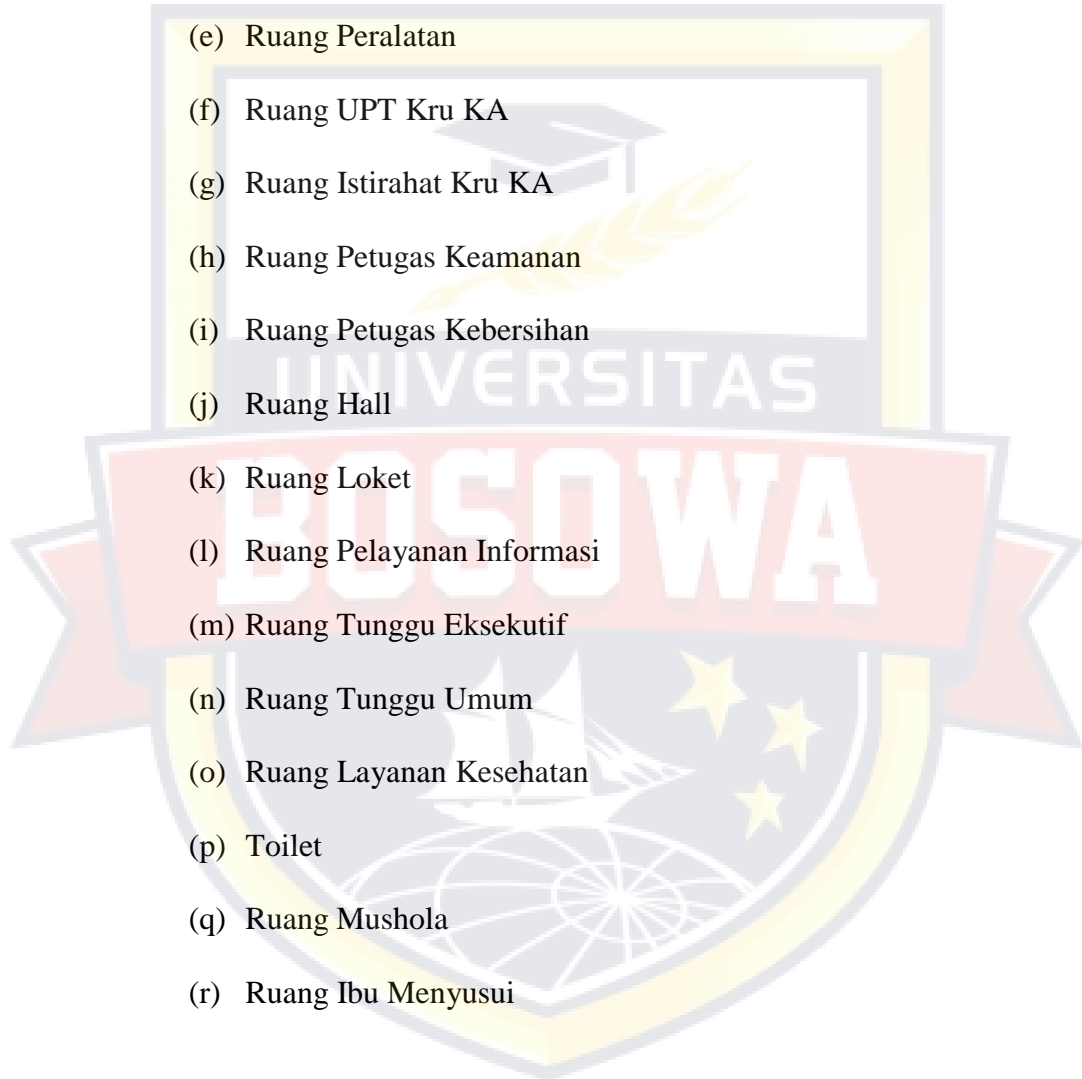 (e) Ruang Peralatan
(f) Ruang UPT Kru KA
(g) Ruang Istirahat Kru KA
(h) Ruang Petugas Keamanan
(i) Ruang Petugas Kebersihan
UNIVERSITAS
(j) Ruang Hall
(k) Ruang Loket
BOSOWA
(l) Ruang Pelayanan Informasi
(m) Ruang Tunggu Eksekutif
(n) Ruang Tunggu Umum
(o) Ruang Layanan Kesehatan
(p) Toilet
(q) Ruang Mushola
(r) Ruang Ibu Menyusui